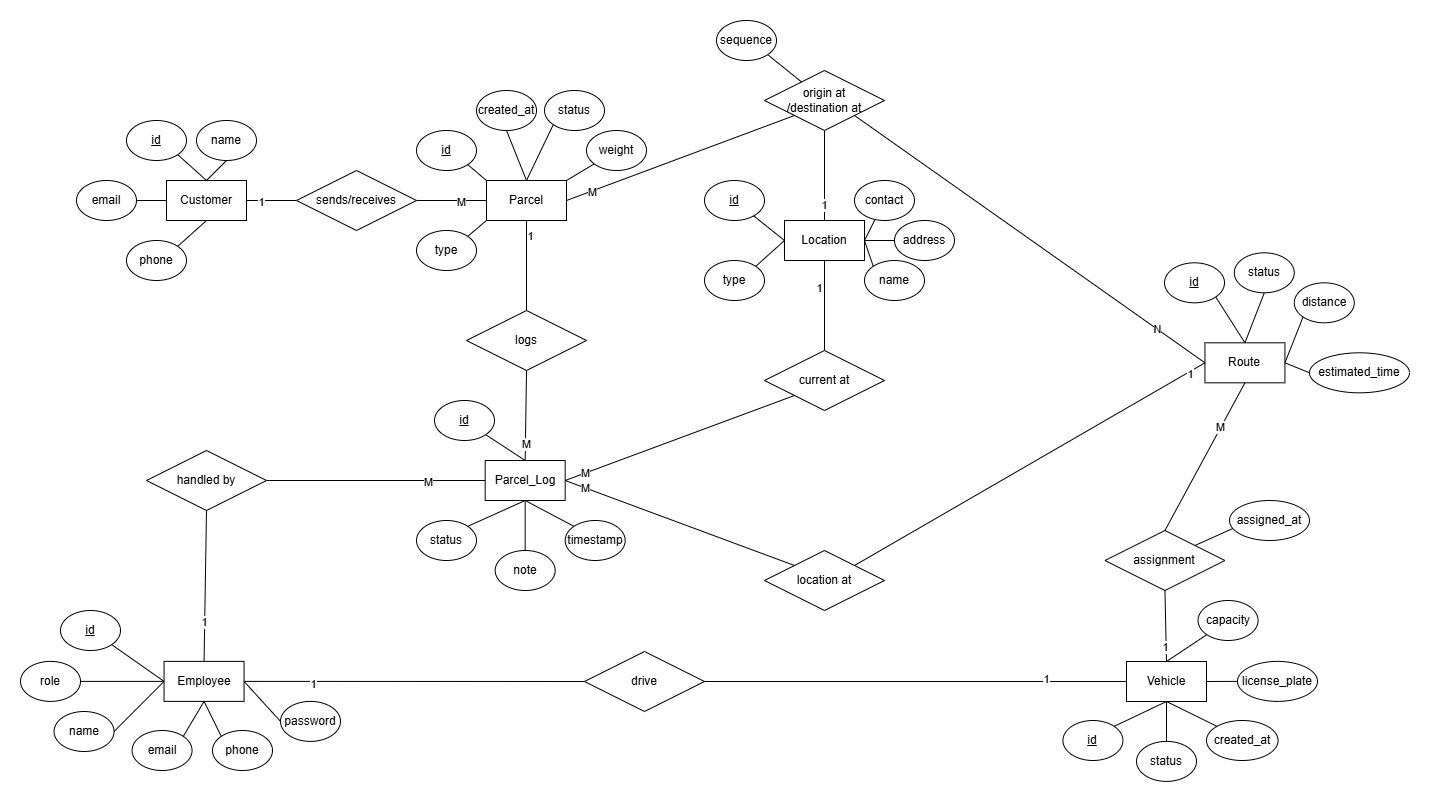 sequence
origin at
/destination at
created_at
status
id
name
id
weight
email
Customer
1
sends/receives
M
Parcel
M
id
1
contact
phone
type
1
Location
address
type
name
id
status
1
distance
N
logs
Route
current at
1
estimated_time
id
M
M
handled by
M
Parcel_Log
M
M
status
timestamp
note
assigned_at
location at
assignment
1
capacity
id
1
role
Employee
1
drive
1
Vehicle
license_plate
name
password
email
phone
id
created_at
status